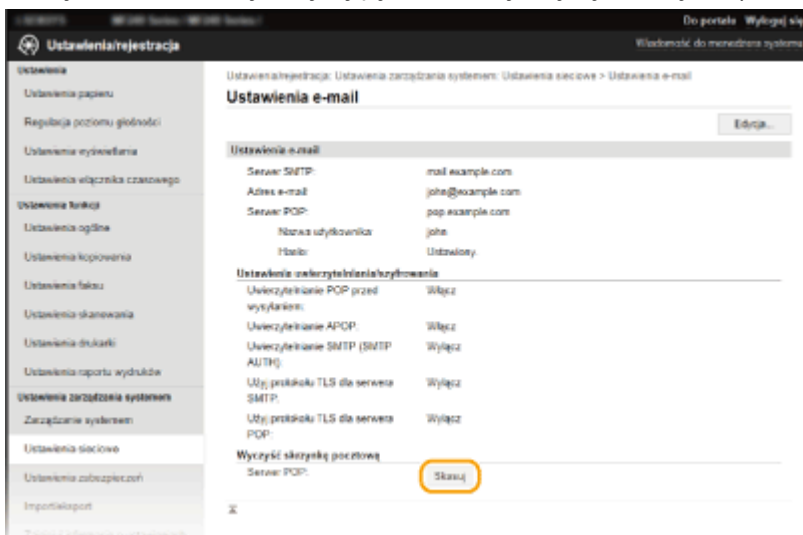 Do portalu Wyloguj się
Ustawienia/rejestracja
Wiadomość do menedżera systemu
Ustawienia
Ustawienia papieru
Regulacja poziomu głośności
Ustawienia wyświetlania
Ustawienia włącznika czasowego
Ustawienia funkcji
Ustawienia ogólne
Ustawienia kopiowania
Ustawienia faksu
Ustawienia skanowania
Ustawienia drukarki
Ustawienia raportu wydruków
Ustawienia zarządzania systemem
Zarządzanie systemem
Ustawienia sieciowe
Ustawienia zabezpieczeń
Import/eksport
Ustawienia/rejestracja: Ustawienia zarządzania systemem: Ustawienia sieciowe > Ustawienia e-mail
Ustawienia e-mail
Edycja...
Ustawienia e-mail
Serwer SMTP: mail.example.com
Adres e-mail: john@example.com
Serwer POP: pop.example.com
Nazwa użytkownika: john
Hasło: Ustawiony.
Ustawienia uwierzytelniania/szyfrowania
Uwierzytelnianie POP przed Włącz
wysyłaniem:
Uwierzytelnianie APOP: Włącz
Uwierzytelnianie SMTP (SMTP Wyłącz
AUTH):
Użyj protokołu TLS dla serwera Wyłącz
SMTP:
Użyj protokołu TLS dla serwera Wyłącz
POP:
Wyczyść skrzynkę pocztową
Serwer POP: Skasuj